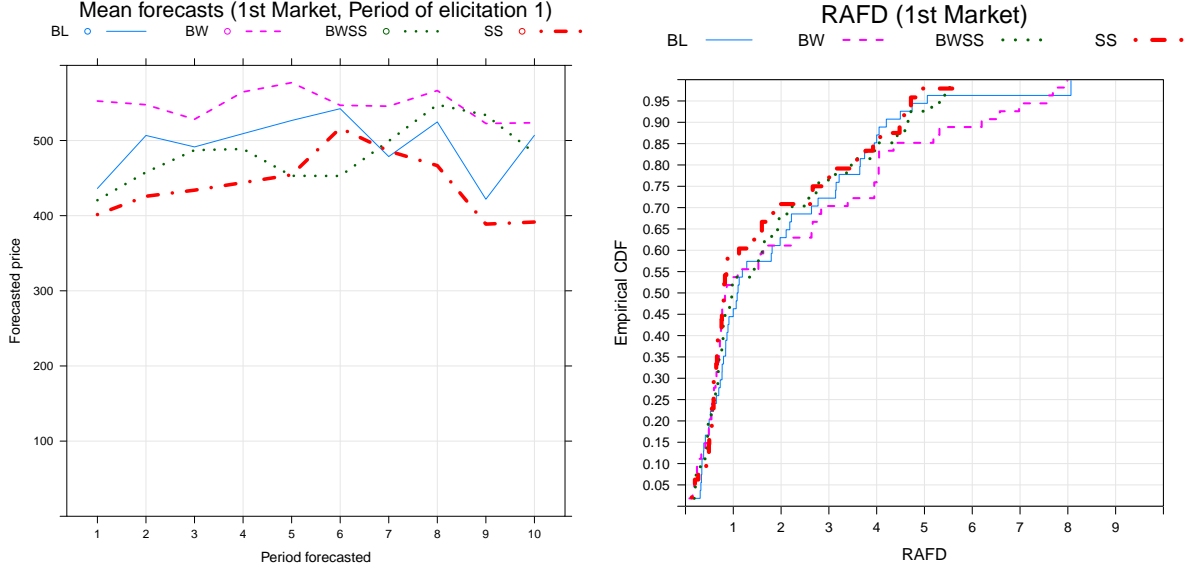 Mean forecasts (1st Market, Period of elicitation 1)
BL BW BWSS SS
Forecasted price
500
400
300
200
100
1 2 3 4 5 6 7 8 9 10
Period forecasted
RAFD (1st Market)
BL BW BWSS SS
Empirical CDF
0.95
0.90
0.85
0.80
0.75
0.70
0.65
0.60
0.55
0.50
0.45
0.40
0.35
0.30
0.25
0.20
0.15
0.10
0.05
1 2 3 4 5 6 7 8 9
RAFD